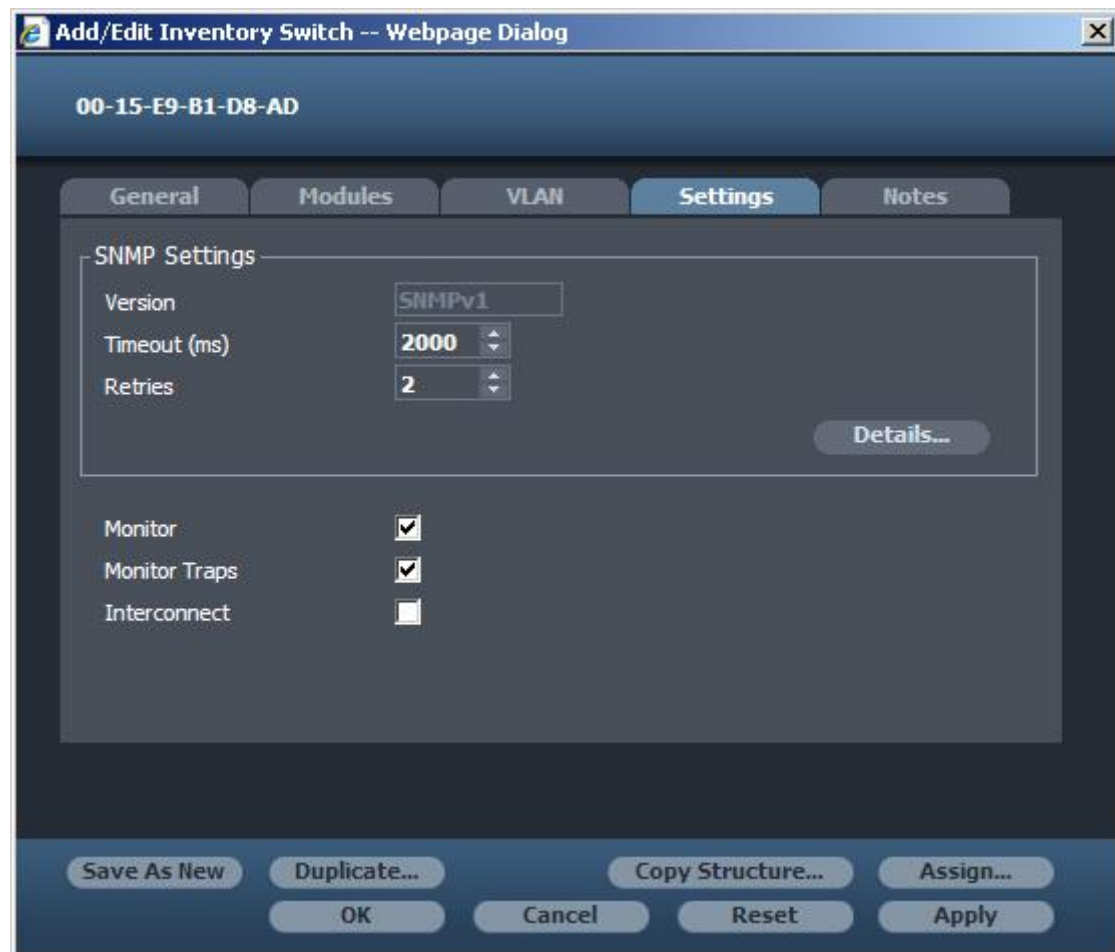 Add/Edit Inventory Switch -- Webpage Dialog
00-15-E9-B1-D8-AD
General Modules VLAN Settings Notes
SNMP Settings
Version SNMPv1
Timeout (ms) 2000
Retries 2
Details...
Monitor
Monitor Traps
Interconnect
Save As New Duplicate... Copy Structure... Assign...
OK Cancel Reset Apply